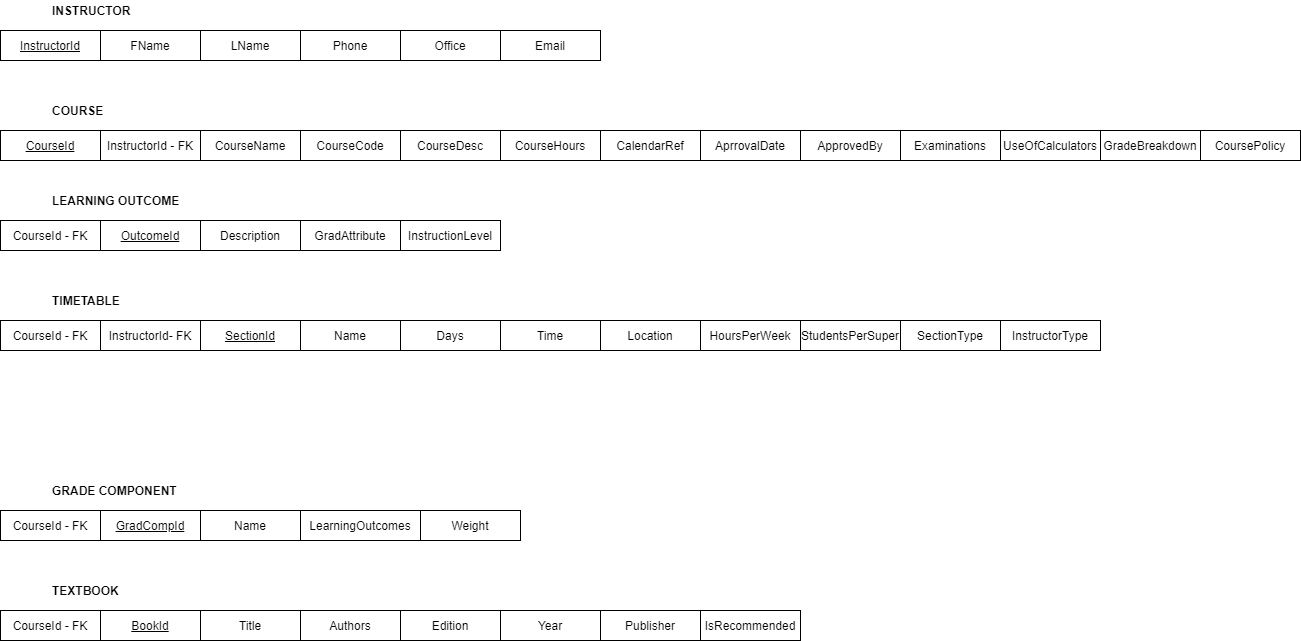 INSTRUCTOR
InstructorId FName LName Phone Office Email
COURSE
CourseId InstructorId - FK CourseName CourseCode CourseDesc CourseHours CalendarRef AprrovalDate ApprovedBy Examinations UseOfCalculators GradeBreakdown CoursePolicy
LEARNING OUTCOME
CourseId - FK OutcomeId Description GradAttribute InstructionLevel
TIMETABLE
CourseId - FK InstructorId- FK SectionId Name Days Time Location HoursPerWeek StudentsPerSuper SectionType InstructorType
GRADE COMPONENT
CourseId - FK GradCompId Name LearningOutcomes Weight
TEXTBOOK
CourseId - FK BookId Title Authors Edition Year Publisher IsRecommended